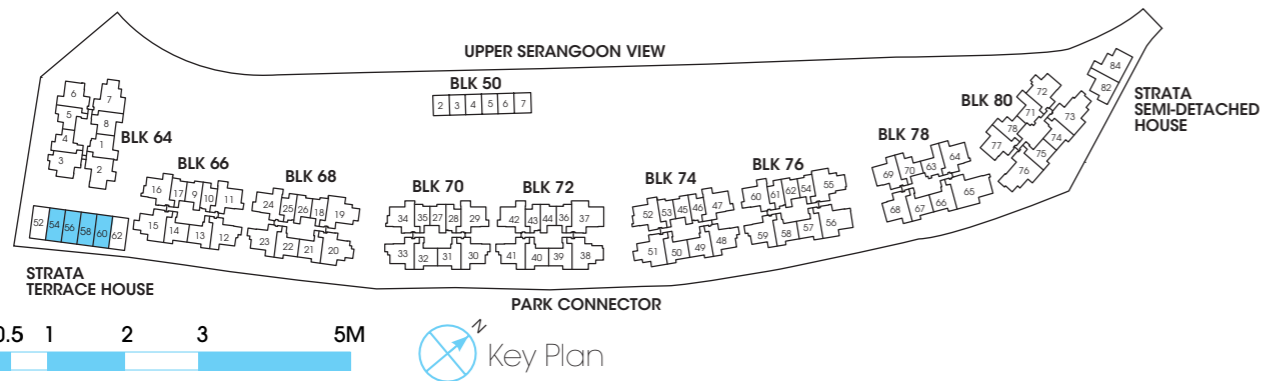 UPPER SERANGOON VIEW
BLK 50
2 3 4 5 6 7
BLK 64
6 7
5 8
4 1
3 2
BLK 66
16 17 9 10 11
15 14 13 12
BLK 68
24 25 26 18 19
23 22 21 20
BLK 70
34 35 27 28 29
33 32 31 30
BLK 72
42 43 44 36 37
41 40 39 38
BLK 74
52 53 45 46 47
51 50 49 48
BLK 76
60 61 62 54 55
59 58 57 56
BLK 78
69 70 63 64
68 67 66 65
BLK 80
72
71 73
78 74
77 75
76
84
82
STRATA
SEMI-DETACHED
HOUSE
52 54 56 58 60 62
STRATA
TERRACE HOUSE
PARK CONNECTOR
0.5 1 2 3 5M
N
Key Plan